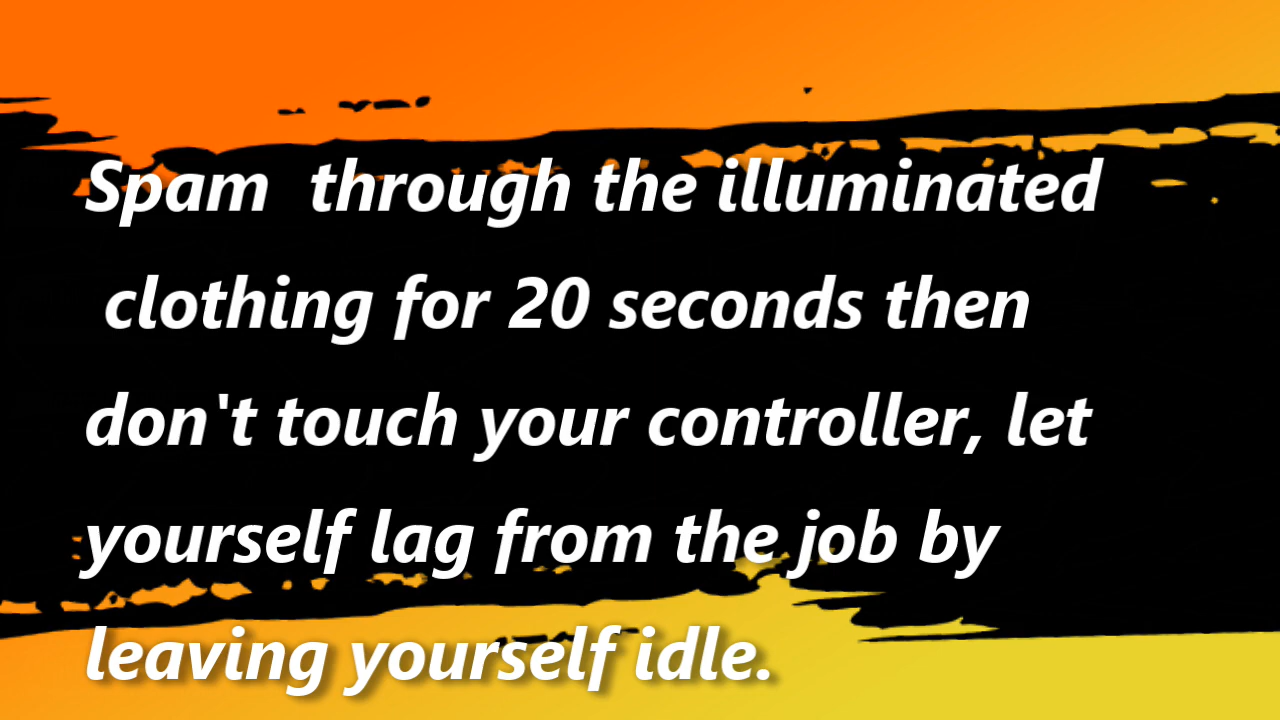 Spam  through the illuminated
clothing for 20 seconds then
don't touch your controller, let
yourself lag from the job by
leaving yourself idle.